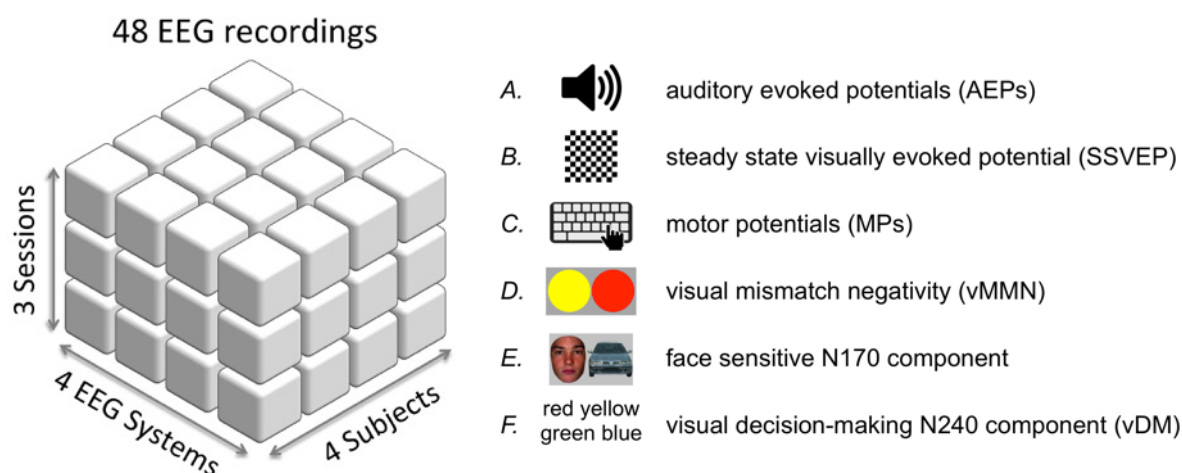 48 EEG recordings
3 Sessions
4 EEG Systems
4 Subjects
A. auditory evoked potentials (AEPs)
B. steady state visually evoked potential (SSVEP)
C. motor potentials (MPs)
D. visual mismatch negativity (vMMN)
E. face sensitive N170 component
red yellow
green blue
F. visual decision-making N240 component (vDM)